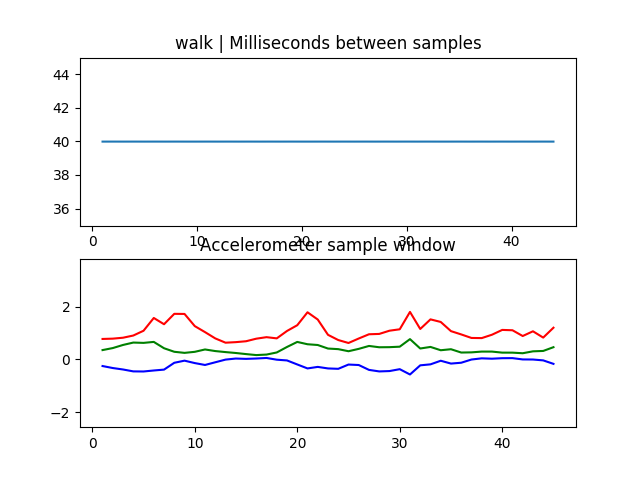 walk | Milliseconds between samples
44
42
40
38
36
0 10 20 30 40
Accelerometer sample window
2
0
−2
0 10 20 30 40